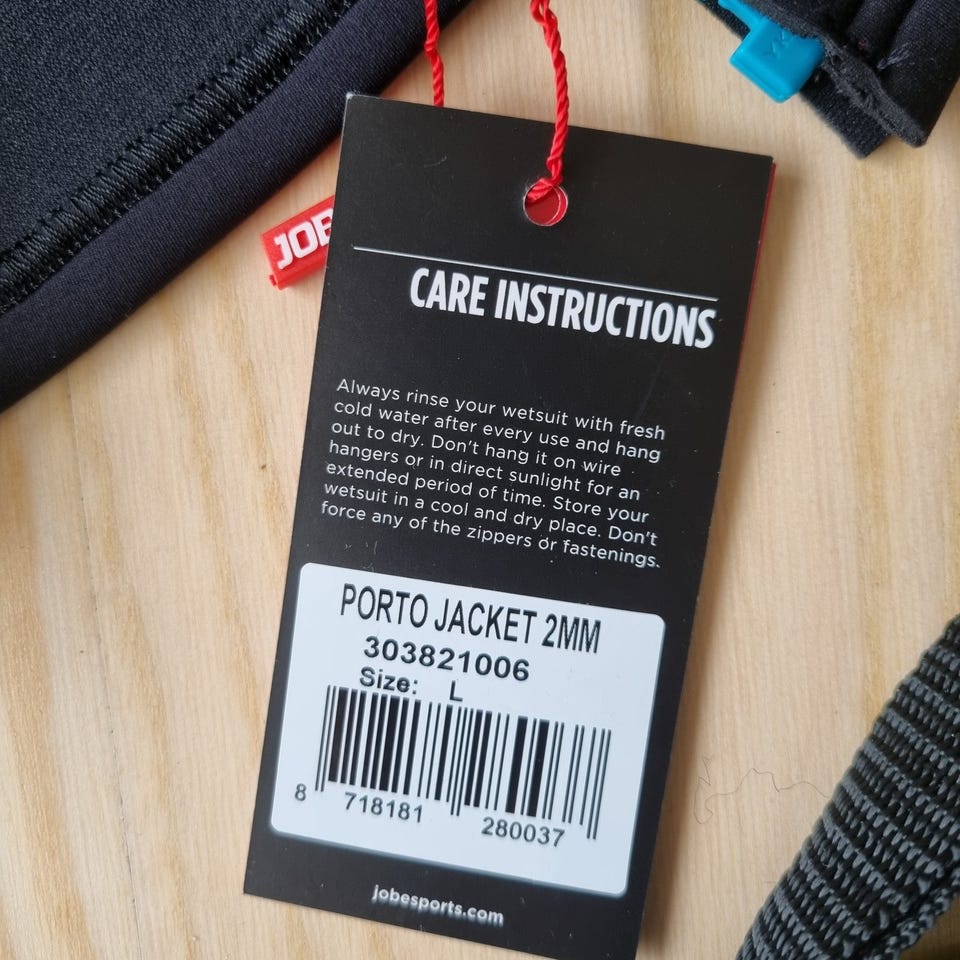 JOB
CARE INSTRUCTIONS
Always rinse your wetsuit with fresh
cold water after every use and hang
out to dry. Don't hang it on wire
hangers or in direct sunlight for an
extended period of time. Store your
wetsuit in a cool and dry place. Don't
force any of the zippers or fastenings.
PORTO JACKET 2MM
303821006
Size: L
8 718181 280037
jobesports.com